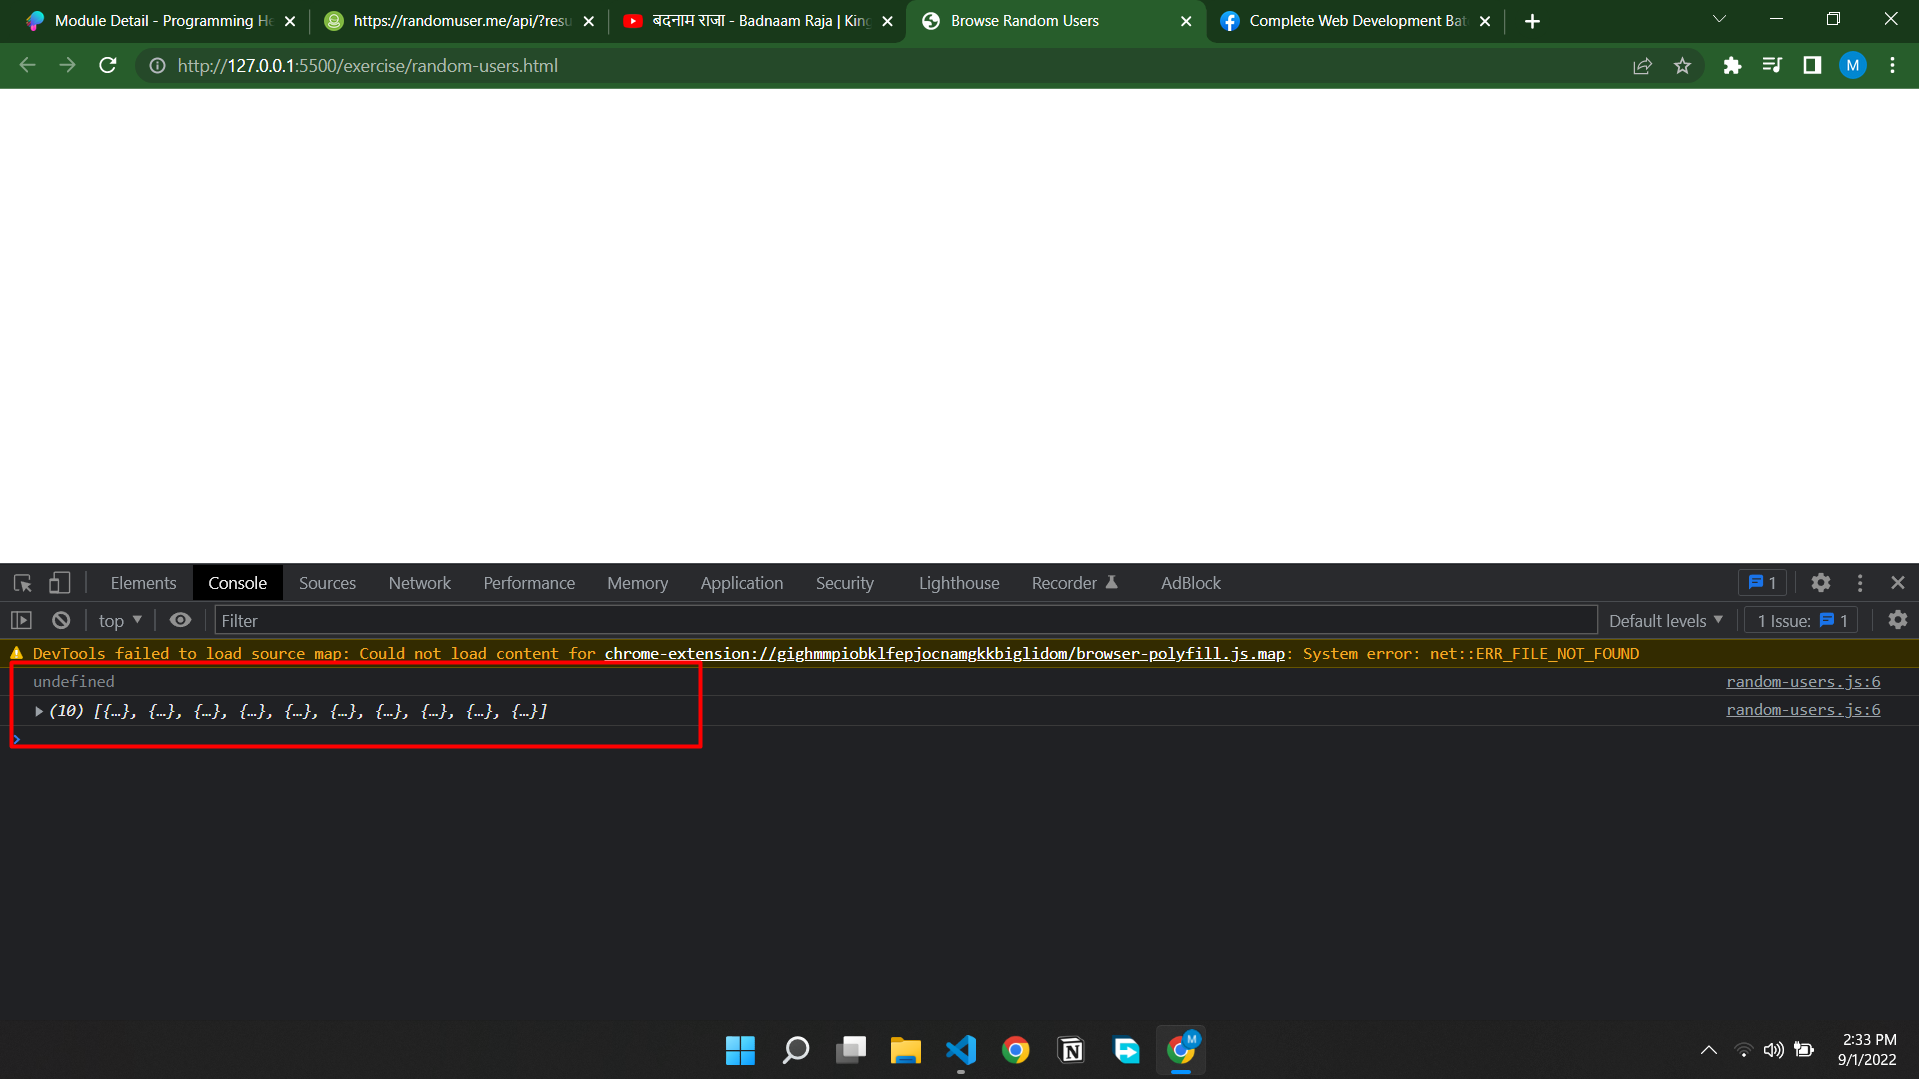 Module Detail - Programming He
https://randomuser.me/api/?resu
बदनाम राजा - Badnaam Raja | King
Browse Random Users
Complete Web Development Bat
http://127.0.0.1:5500/exercise/random-users.html
M
Elements Console Sources Network Performance Memory Application Security Lighthouse Recorder AdBlock 1
top Filter Default levels 1 Issue: 1
DevTools failed to load source map: Could not load content for chrome-extension://gighmmpiobklfepjocnamgkkbiglidom/browser-polyfill.js.map: System error: net::ERR_FILE_NOT_FOUND
undefined random-users.js:6
(10) [{…}, {…}, {…}, {…}, {…}, {…}, {…}, {…}, {…}, {…}] random-users.js:6
M
2:33 PM
9/1/2022